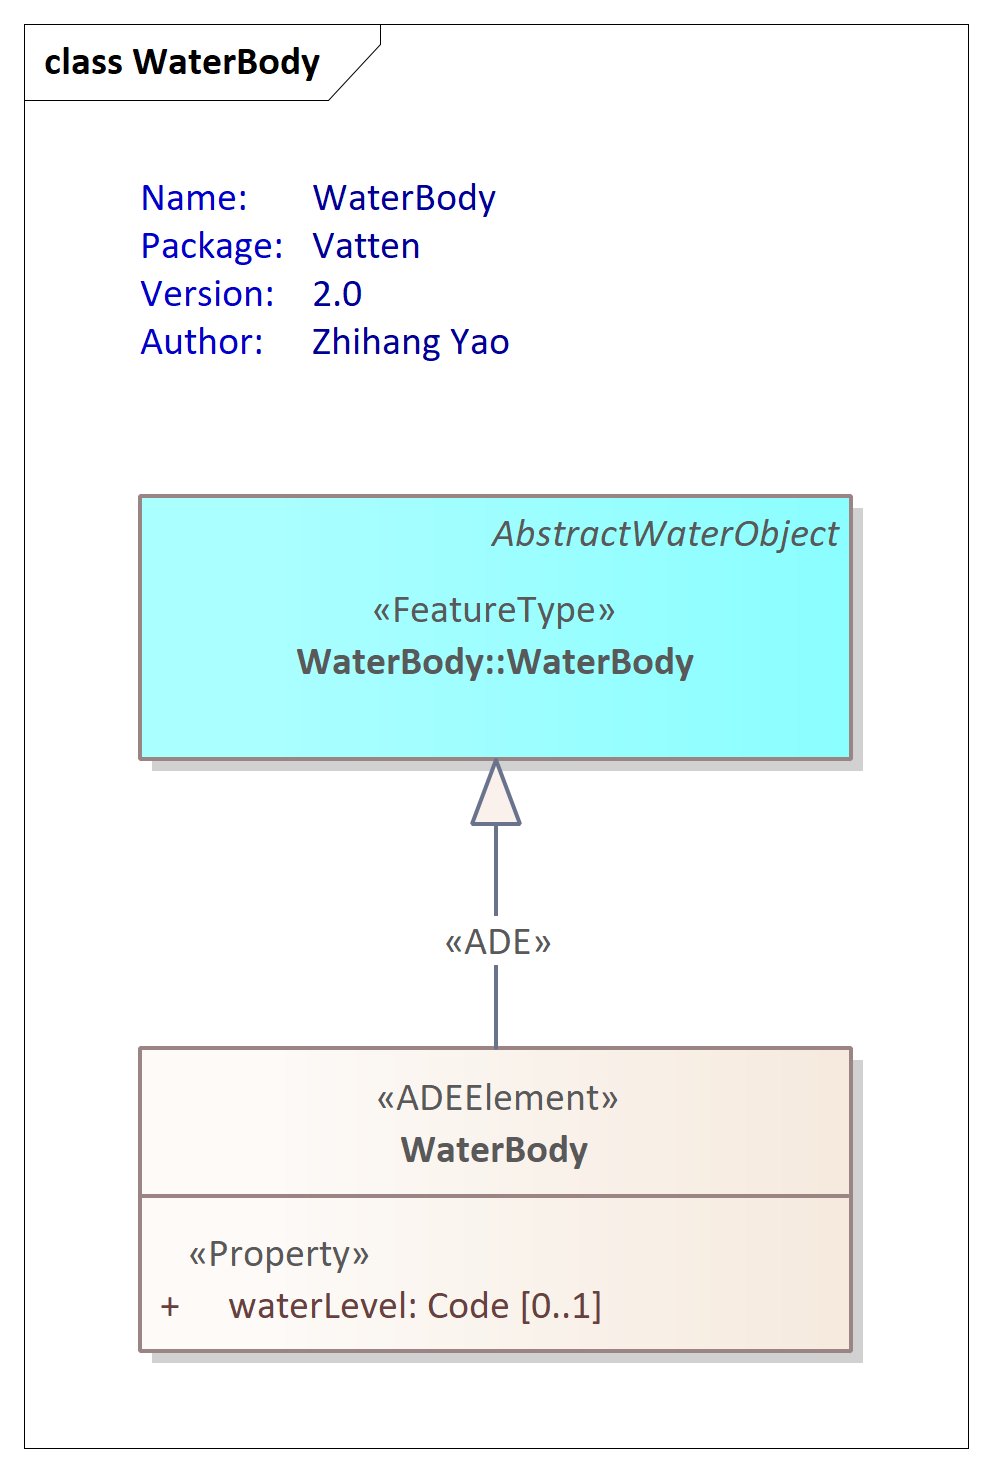 class WaterBody
Name: WaterBody
Package: Vatten
Version: 2.0
Author: Zhihang Yao
AbstractWaterObject
«FeatureType»
WaterBody::WaterBody
«ADE»
«ADEElement»
WaterBody
«Property»
+ waterLevel: Code [0..1]